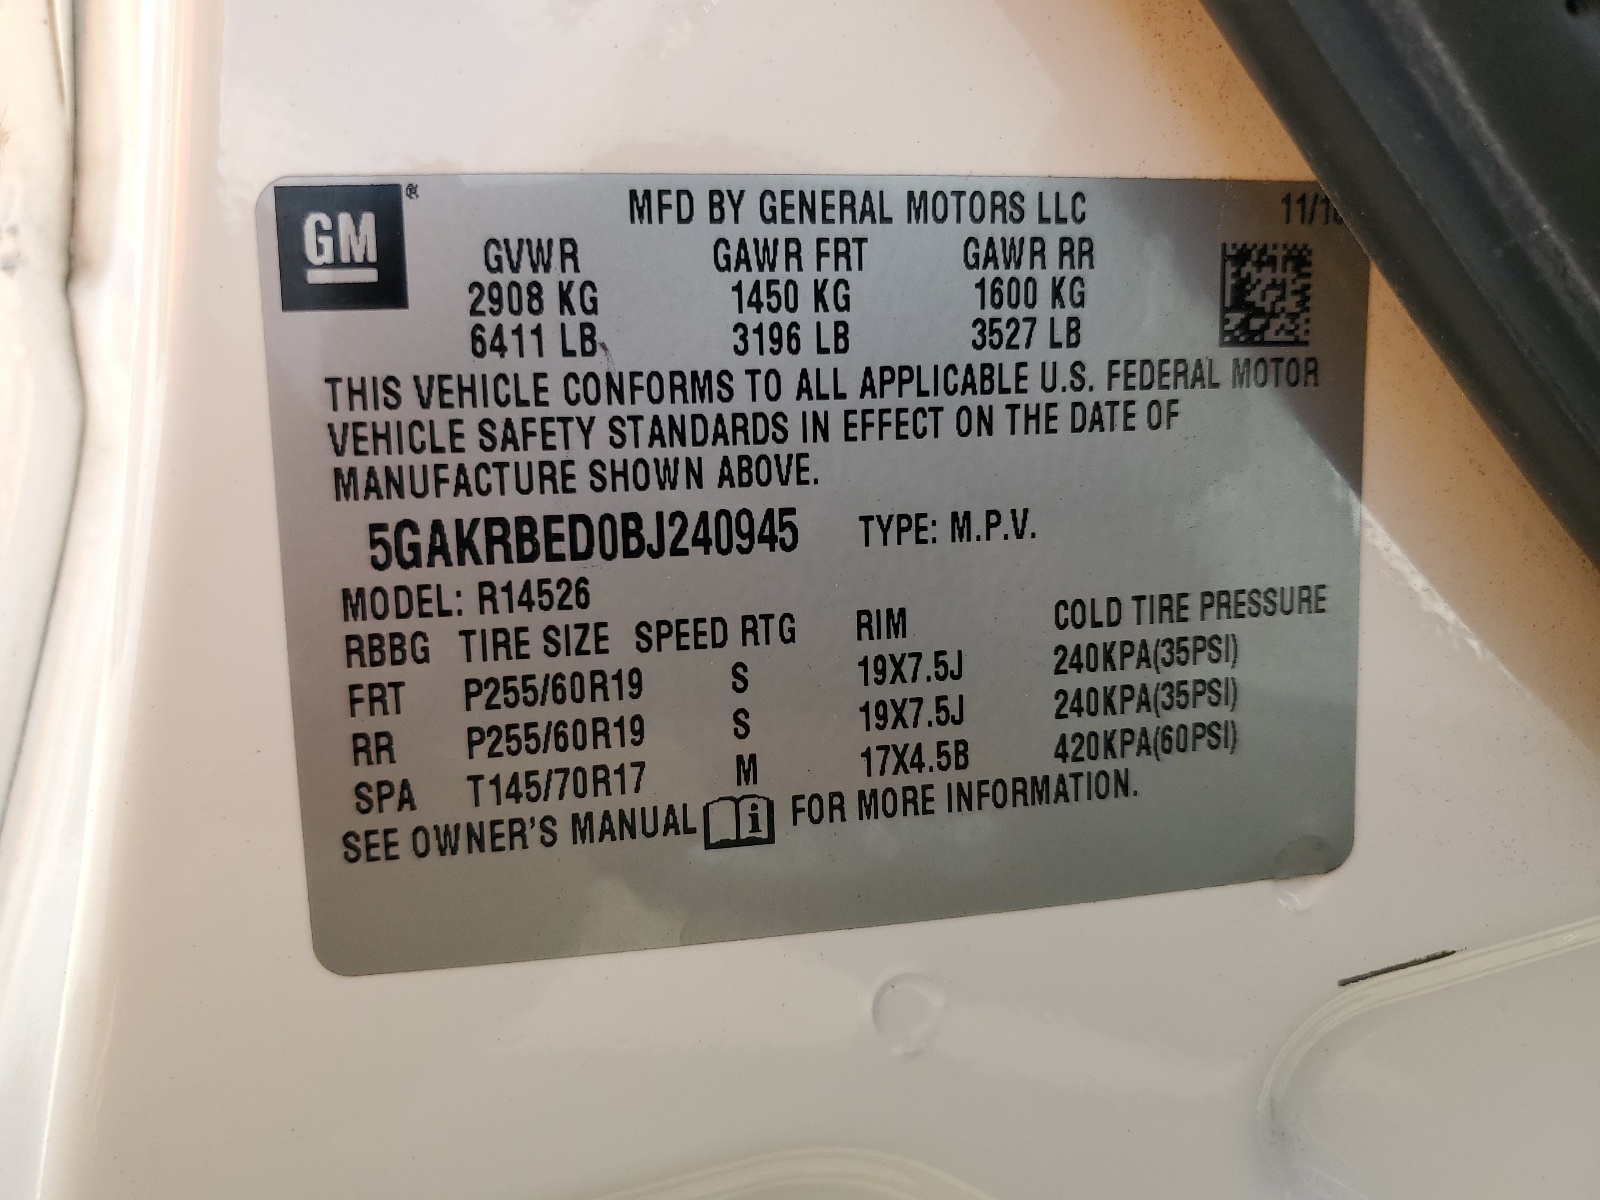 GM ®
MFD BY GENERAL MOTORS LLC
GVWR GAWR FRT GAWR RR
2908 KG 1450 KG 1600 KG
6411 LB 3196 LB 3527 LB
THIS VEHICLE CONFORMS TO ALL APPLICABLE U.S. FEDERAL MOTOR
VEHICLE SAFETY STANDARDS IN EFFECT ON THE DATE OF
MANUFACTURE SHOWN ABOVE.
5GAKRBED0BJ240945 TYPE: M.P.V.
MODEL: R14526
RBBG TIRE SIZE SPEED RTG RIM COLD TIRE PRESSURE
FRT P255/60R19 S 19X7.5J 240KPA(35PSI)
RR P255/60R19 S 19X7.5J 240KPA(35PSI)
SPA T145/70R17 M 17X4.5B 420KPA(60PSI)
SEE OWNER'S MANUAL i FOR MORE INFORMATION.